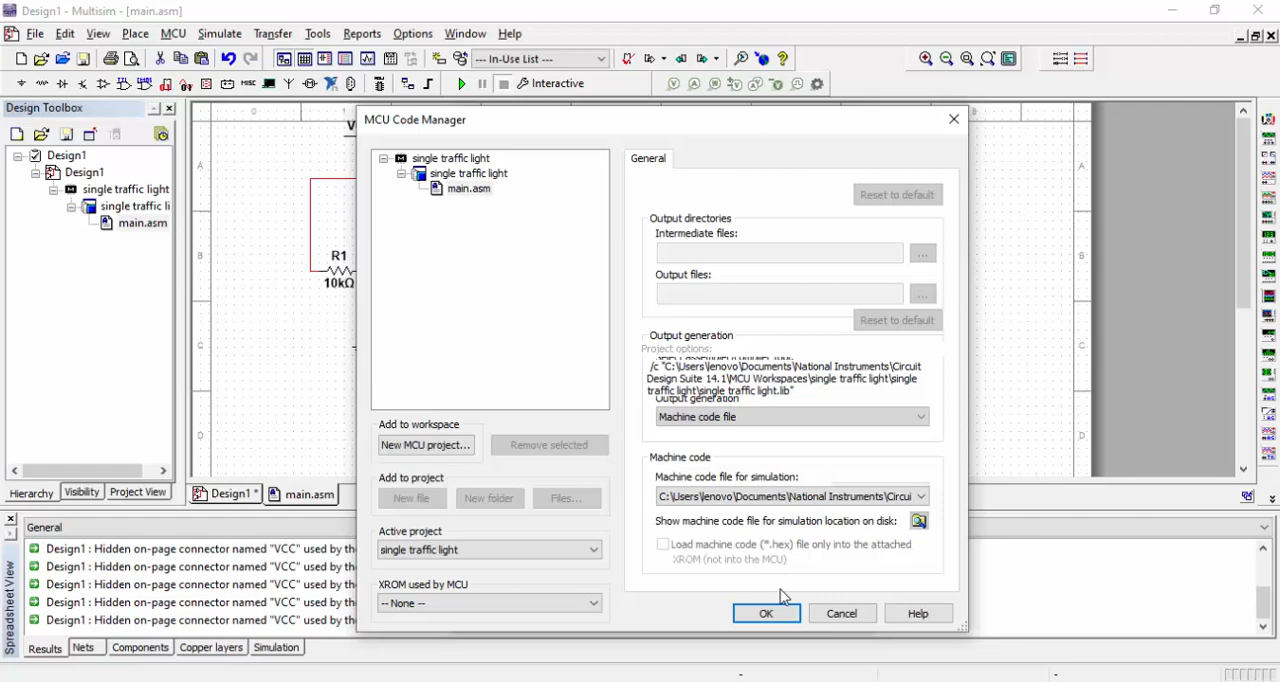 Design1 - Multisim - [main.asm]
File Edit View Place MCU Simulate Transfer Tools Reports Options Window Help
--- In-Use List ---
Interactive
Design Toolbox
Design1
Design1
single traffic light
single traffic li
main.asm
Hierarchy Visibility Project View
Design1 * main.asm
R1
10kΩ
MCU Code Manager
single traffic light
single traffic light
main.asm
Add to workspace
New MCU project... Remove selected
Add to project
New file New folder Files...
Active project
single traffic light
XROM used by MCU
-- None --
General
Reset to default
Output directories
Intermediate files:
...
Output files:
...
Reset to default
Output generation
Project options:
/c "C:\Users\lenovo\Documents\National Instruments\Circuit
Design Suite 14.1\MCU Workspaces\single traffic light\single
traffic light\single traffic light.lib"
Output generation
Machine code file
Machine code
Machine code file for simulation:
C:\Users\lenovo\Documents\National Instruments\Circui
Show machine code file for simulation location on disk:
Load machine code (*.hex) file only into the attached
XROM (not into the MCU)
OK Cancel Help
Spreadsheet View
General
Design1 : Hidden on-page connector named "VCC" used by the
Design1 : Hidden on-page connector named "VCC" used by the
Design1 : Hidden on-page connector named "VCC" used by the
Design1 : Hidden on-page connector named "VCC" used by the
Design1 : Hidden on-page connector named "VCC" used by the
Results Nets Components Copper layers Simulation